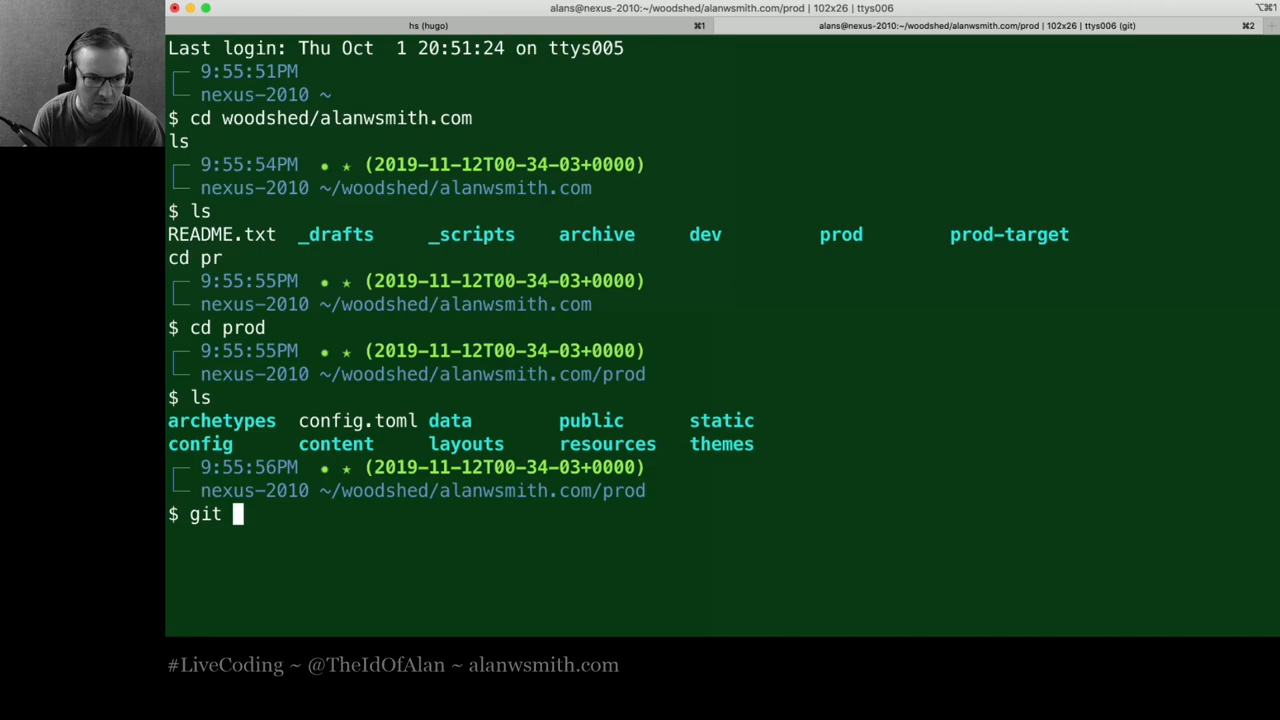 alans@nexus-2010:~/woodshed/alanwsmith.com/prod | 102x26 | ttys006
⌥⌘1
hs (hugo)
⌘1
alans@nexus-2010:~/woodshed/alanwsmith.com/prod | 102x26 | ttys006 (git)
⌘2
Last login: Thu Oct  1 20:51:24 on ttys005
9:55:51PM
nexus-2010 ~
$ cd woodshed/alanwsmith.com
ls
9:55:54PM ● ★ (2019-11-12T00-34-03+0000)
nexus-2010 ~/woodshed/alanwsmith.com
$ ls
README.txt _drafts _scripts archive dev prod prod-target
cd pr
9:55:55PM ● ★ (2019-11-12T00-34-03+0000)
nexus-2010 ~/woodshed/alanwsmith.com
$ cd prod
9:55:55PM ● ★ (2019-11-12T00-34-03+0000)
nexus-2010 ~/woodshed/alanwsmith.com/prod
$ ls
archetypes config.toml data public static
config content layouts resources themes
9:55:56PM ● ★ (2019-11-12T00-34-03+0000)
nexus-2010 ~/woodshed/alanwsmith.com/prod
$ git
#LiveCoding ~ @TheIdOfAlan ~ alanwsmith.com